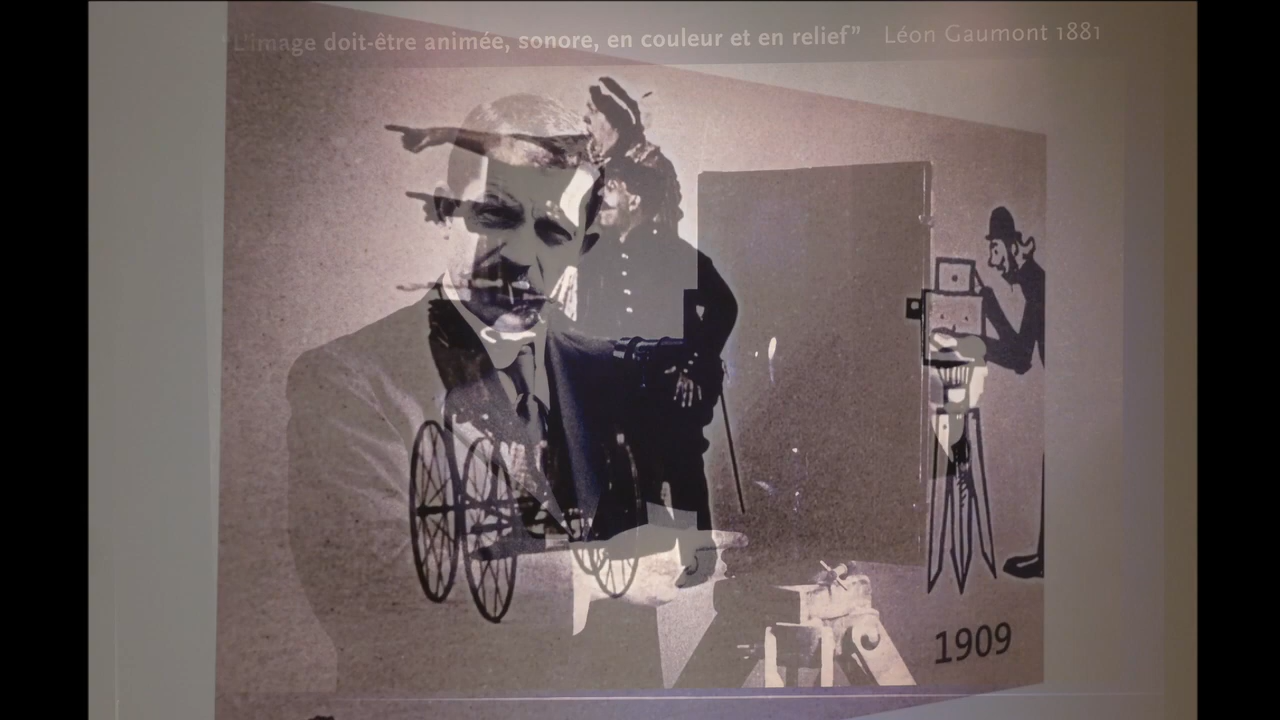 “L'image doit-être animée, sonore, en couleur et en relief” Léon Gaumont 1881
1909